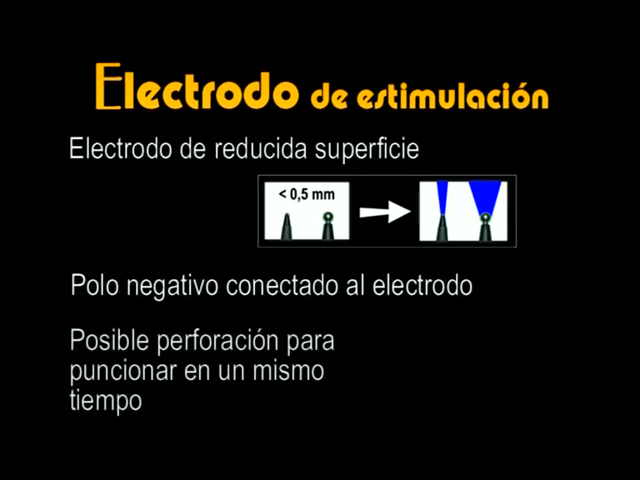 Electrodo de estimulación
Electrodo de reducida superficie
< 0,5 mm
Polo negativo conectado al electrodo
Posible perforación para
puncionar en un mismo
tiempo